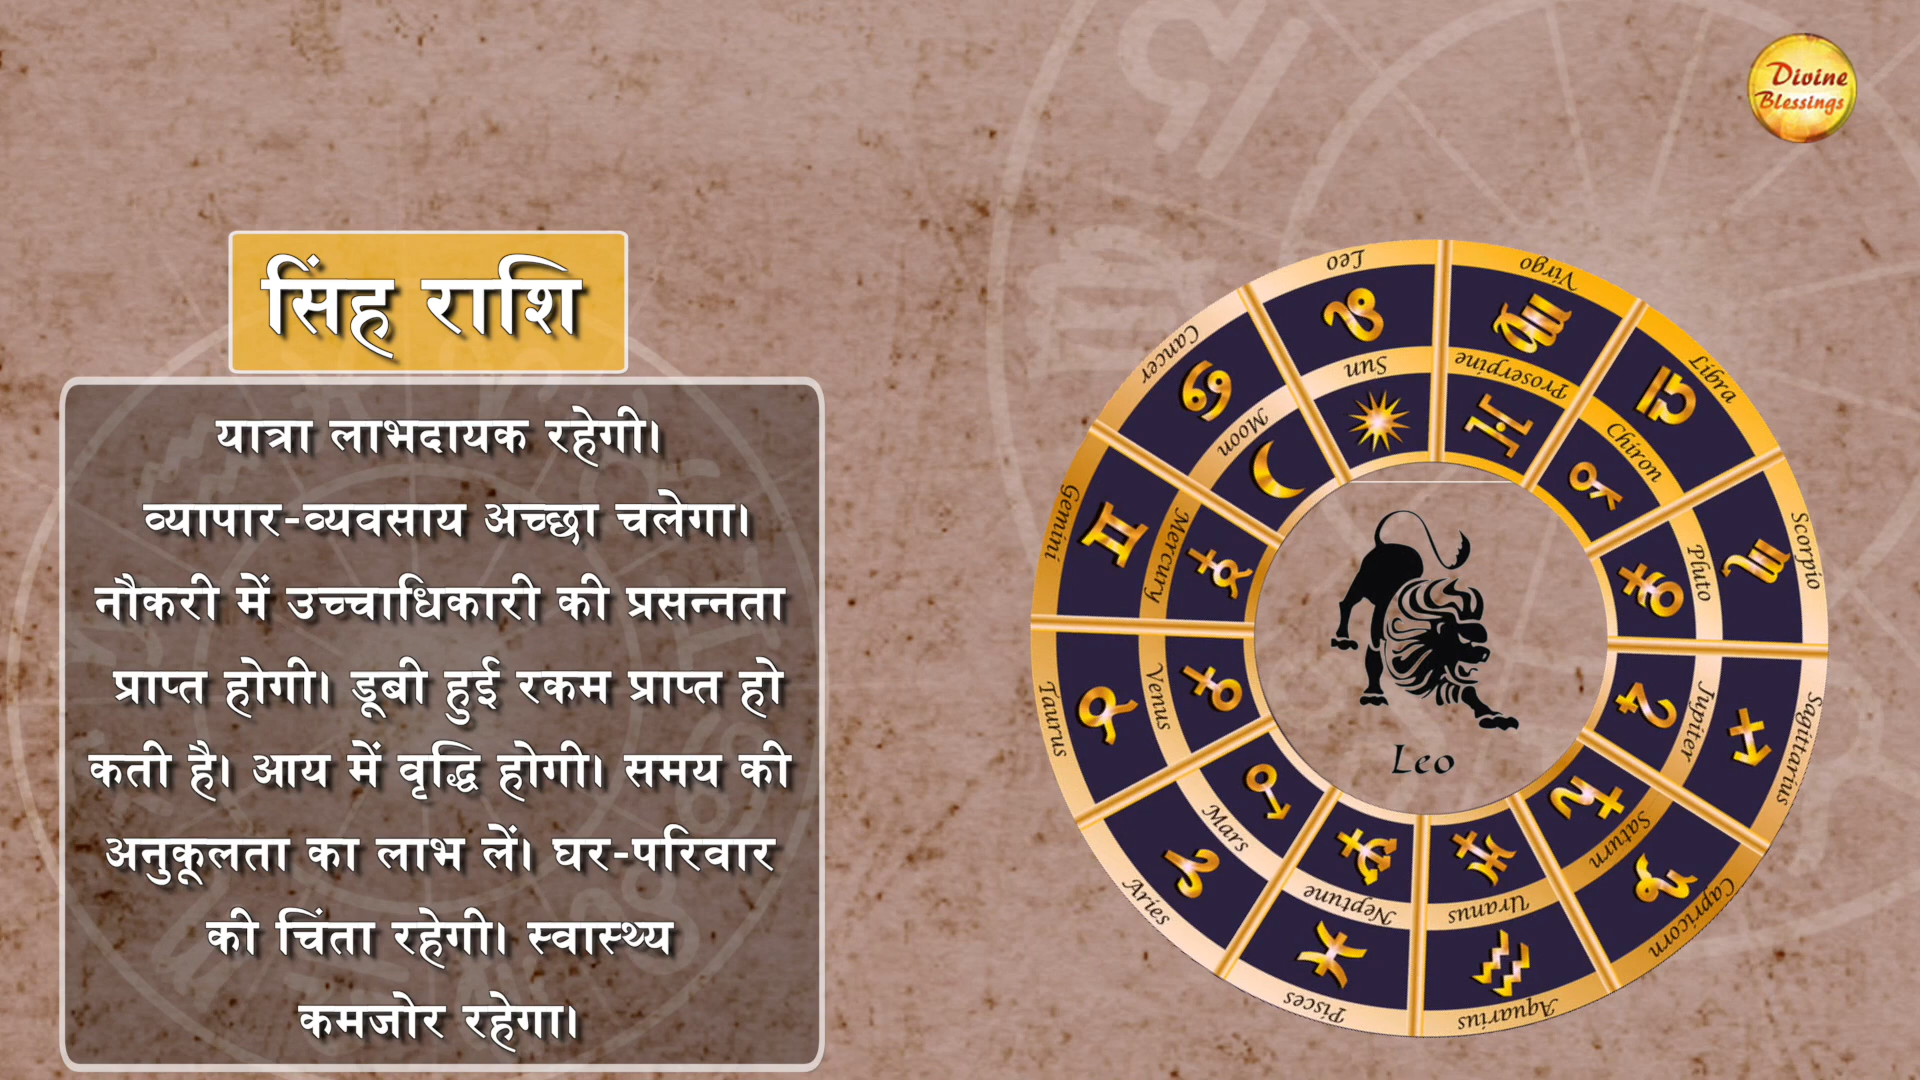 Divine
Blessings
सिंह राशि
यात्रा लाभदायक रहेगी।
व्यापार-व्यवसाय अच्छा चलेगा।
नौकरी में उच्चाधिकारी की प्रसन्नता
प्राप्त होगी। डूबी हुई रकम प्राप्त हो
कती है। आय में वृद्धि होगी। समय की
अनुकूलता का लाभ लें। घर-परिवार
की चिंता रहेगी। स्वास्थ्य
कमजोर रहेगा।
Leo
Virgo
Libra
Scorpio
Sagittarius
Capricorn
Aquarius
Pisces
Aries
Taurus
Gemini
Cancer
Sun
Proserpine
Chiron
Pluto
Jupiter
Saturn
Uranus
Neptune
Mars
Venus
Mercury
Moon
Leo